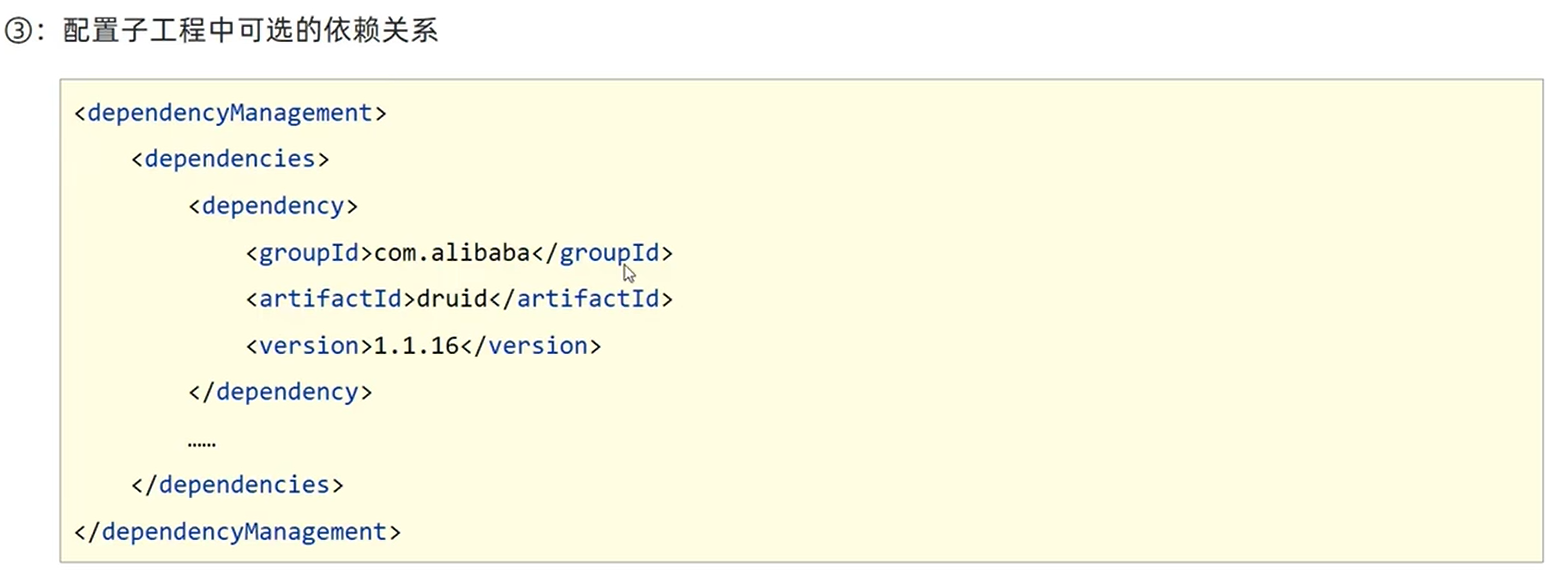 ③：配置子工程中可选的依赖关系
<dependencyManagement>
<dependencies>
<dependency>
<groupId>com.alibaba</groupId>
<artifactId>druid</artifactId>
<version>1.1.16</version>
</dependency>
……
</dependencies>
</dependencyManagement>